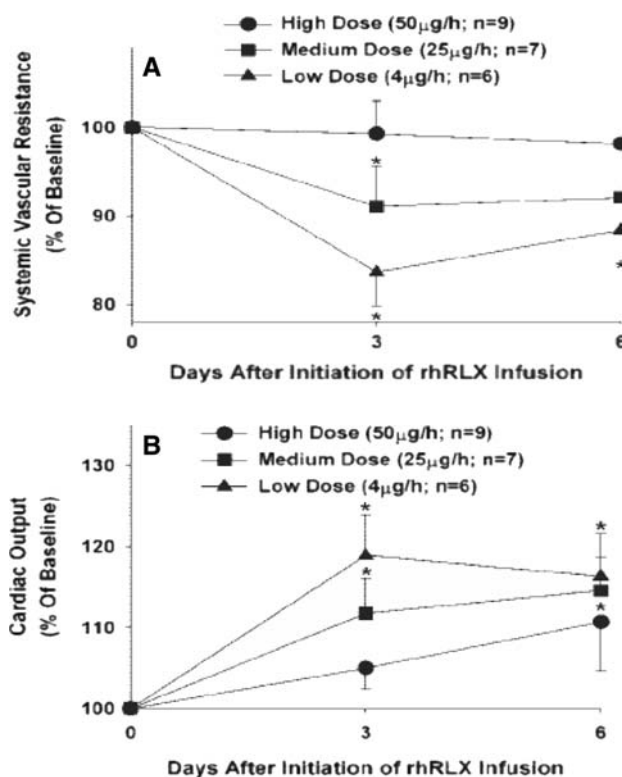 High Dose (50μg/h; n=9)
Medium Dose (25μg/h; n=7)
Low Dose (4μg/h; n=6)
A
Systemic Vascular Resistance
(% Of Baseline)
100
90
80
*
*
*
0 3 6
Days After Initiation of rhRLX Infusion
B
High Dose (50μg/h; n=9)
Medium Dose (25μg/h; n=7)
Low Dose (4μg/h; n=6)
Cardiac Output
(% Of Baseline)
130
120
110
100
*
*
*
*
0 3 6
Days After Initiation of rhRLX Infusion